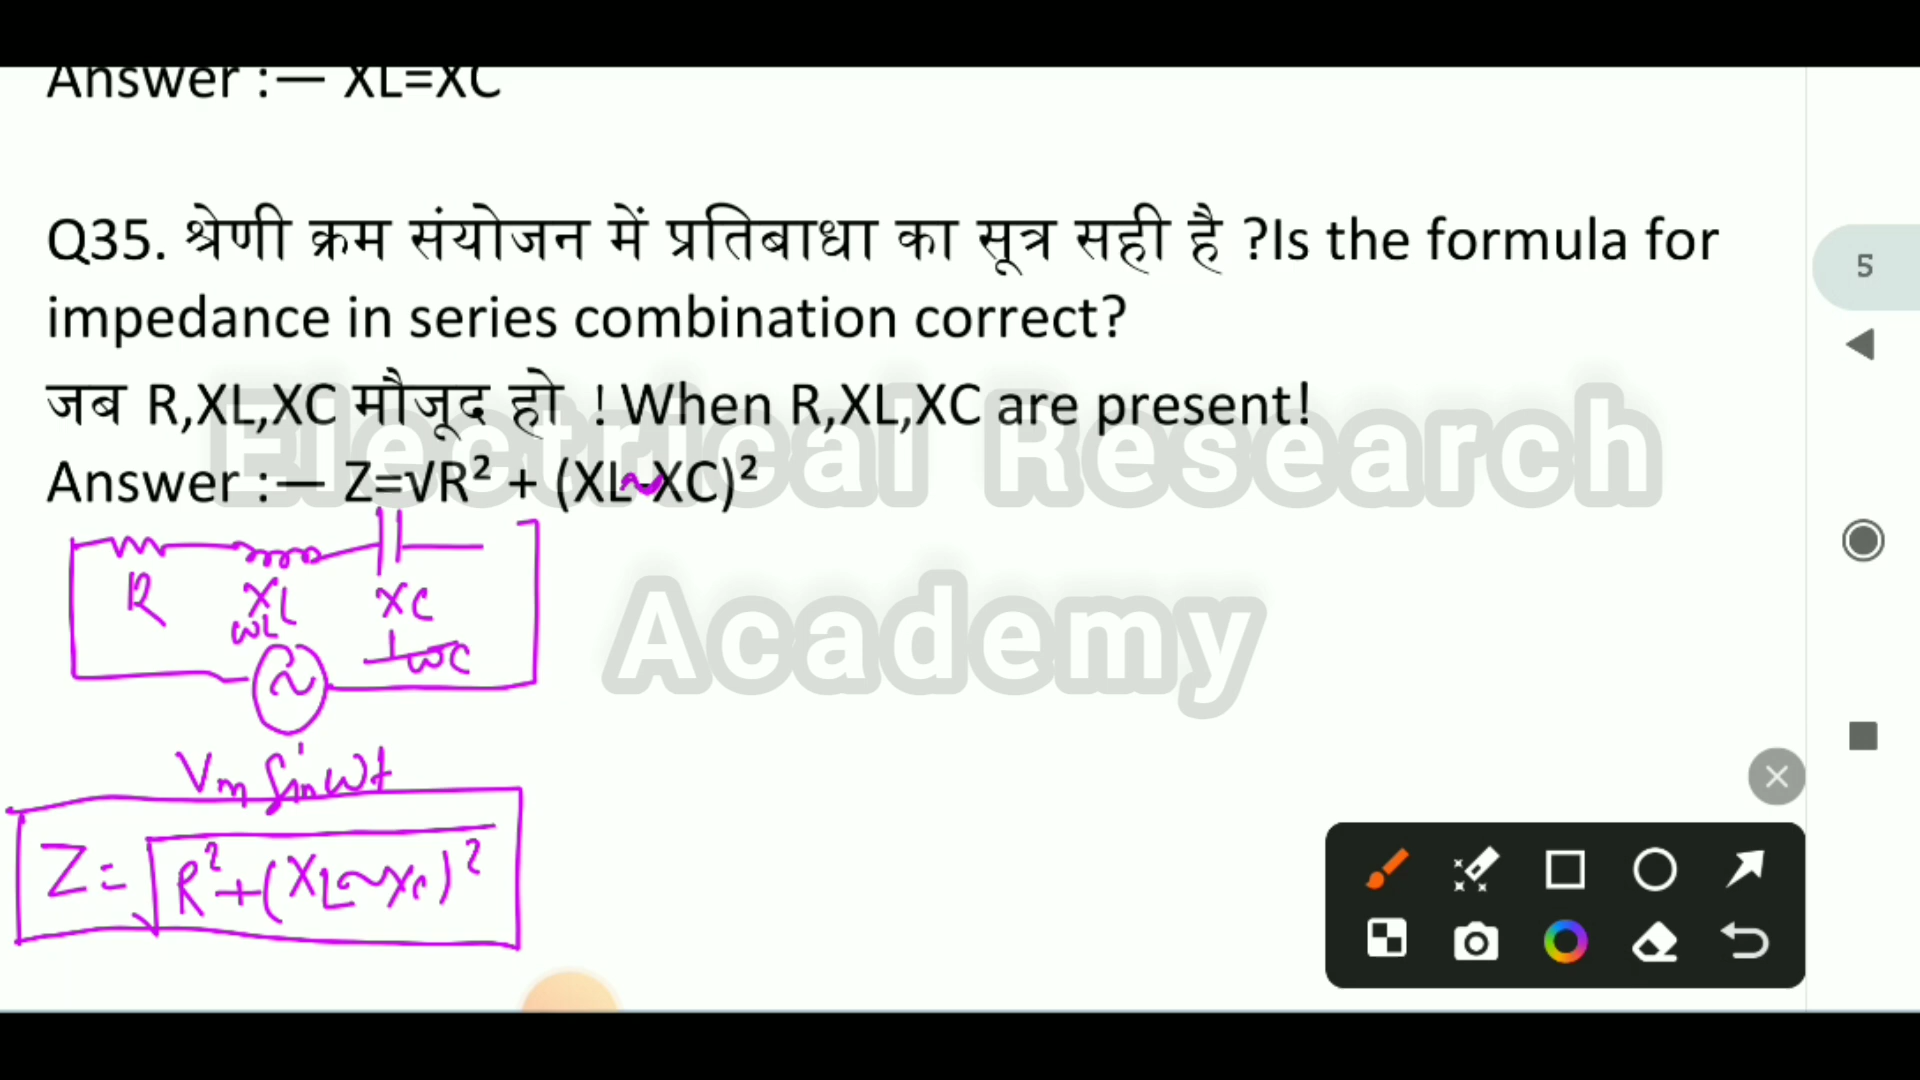 Answer :— XL=XC
Q35. श्रेणी क्रम संयोजन में प्रतिबाधा का सूत्र सही है ?Is the formula for
5
impedance in series combination correct?
जब R,XL,XC मौजूद हो ! When R,XL,XC are present!
Answer :— Z=√R² + (XL~XC)²
Electrical Research
Academy
R XL XC
ωL 1/ωC
~
Vm Sin ωt
Z= √R²+(XL~XC)²